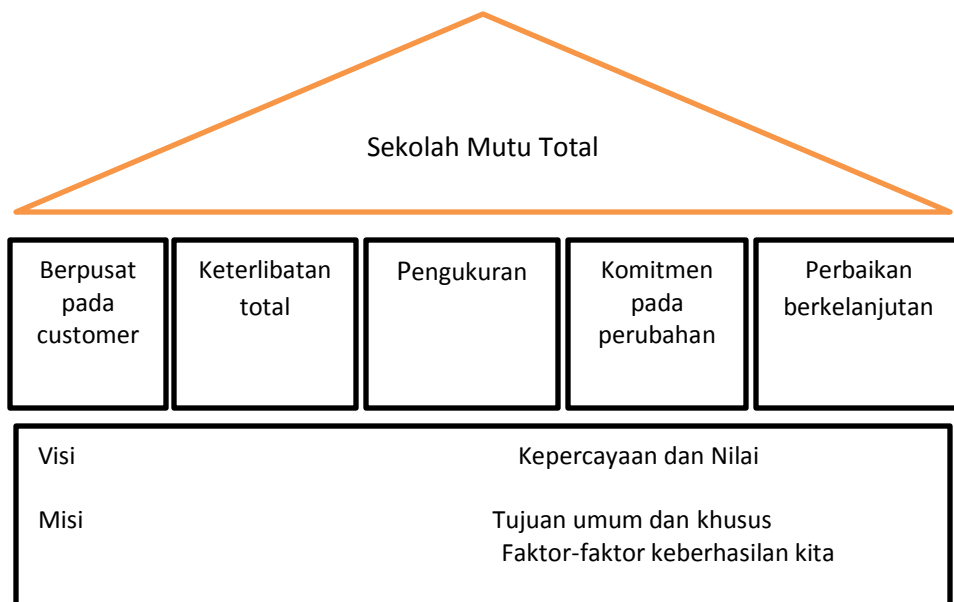 Sekolah Mutu Total
Berpusat
pada
customer
Keterlibatan
total
Pengukuran
Komitmen
pada
perubahan
Perbaikan
berkelanjutan
Visi Kepercayaan dan Nilai
Misi Tujuan umum dan khusus
Faktor-faktor keberhasilan kita